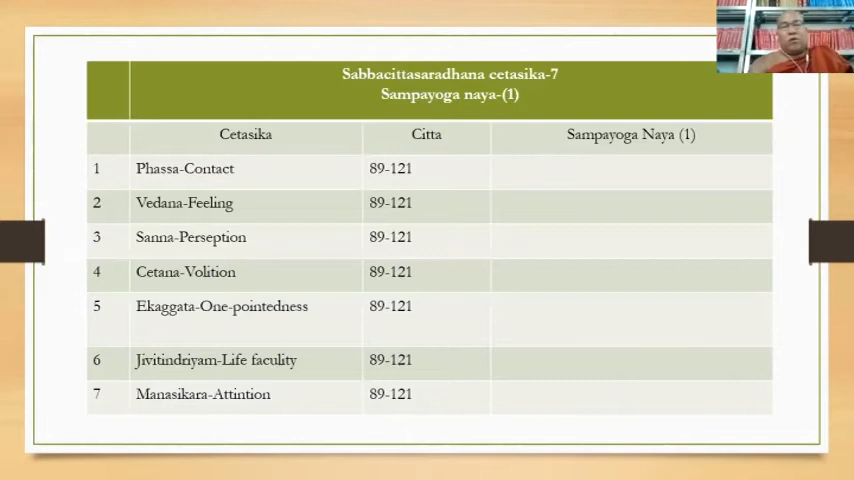 Sabbacittasaradhana cetasika-7
Sampayoga naya-(1)
Cetasika Citta Sampayoga Naya (1)
1 Phassa-Contact 89-121
2 Vedana-Feeling 89-121
3 Sanna-Perseption 89-121
4 Cetana-Volition 89-121
5 Ekaggata-One-pointedness 89-121
6 Jivitindriyam-Life faculity 89-121
7 Manasikara-Attintion 89-121